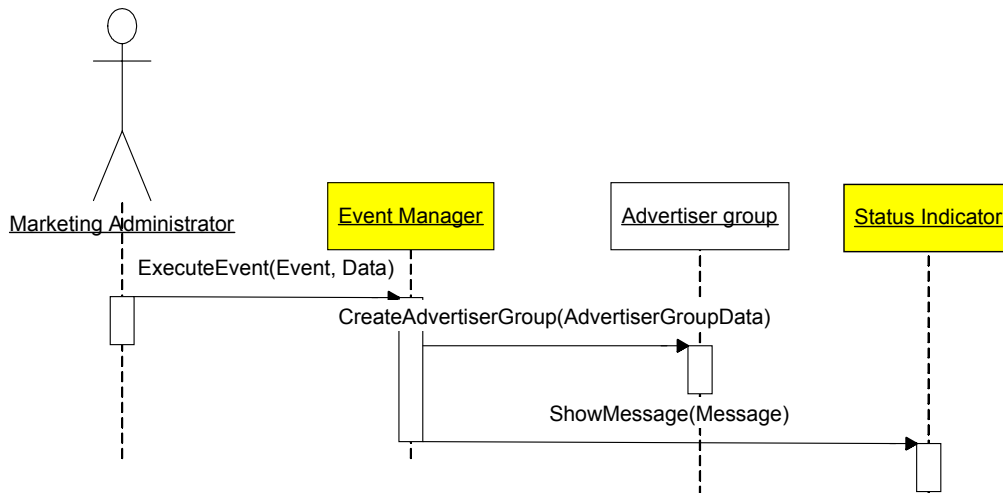 Marketing Administrator
Event Manager
Advertiser group
Status Indicator
ExecuteEvent(Event, Data)
CreateAdvertiserGroup(AdvertiserGroupData)
ShowMessage(Message)